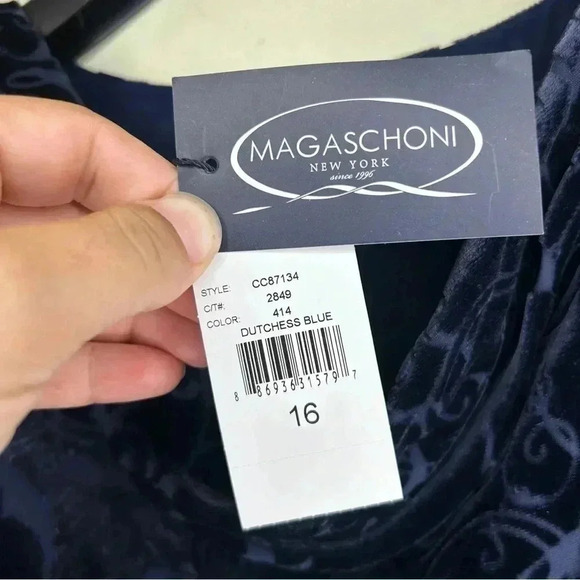 MAGASCHONI
NEW YORK
since 1996
STYLE: CC87134
C/T#: 2849
COLOR: 414
DUTCHESS BLUE
8 86936 31579 7
16